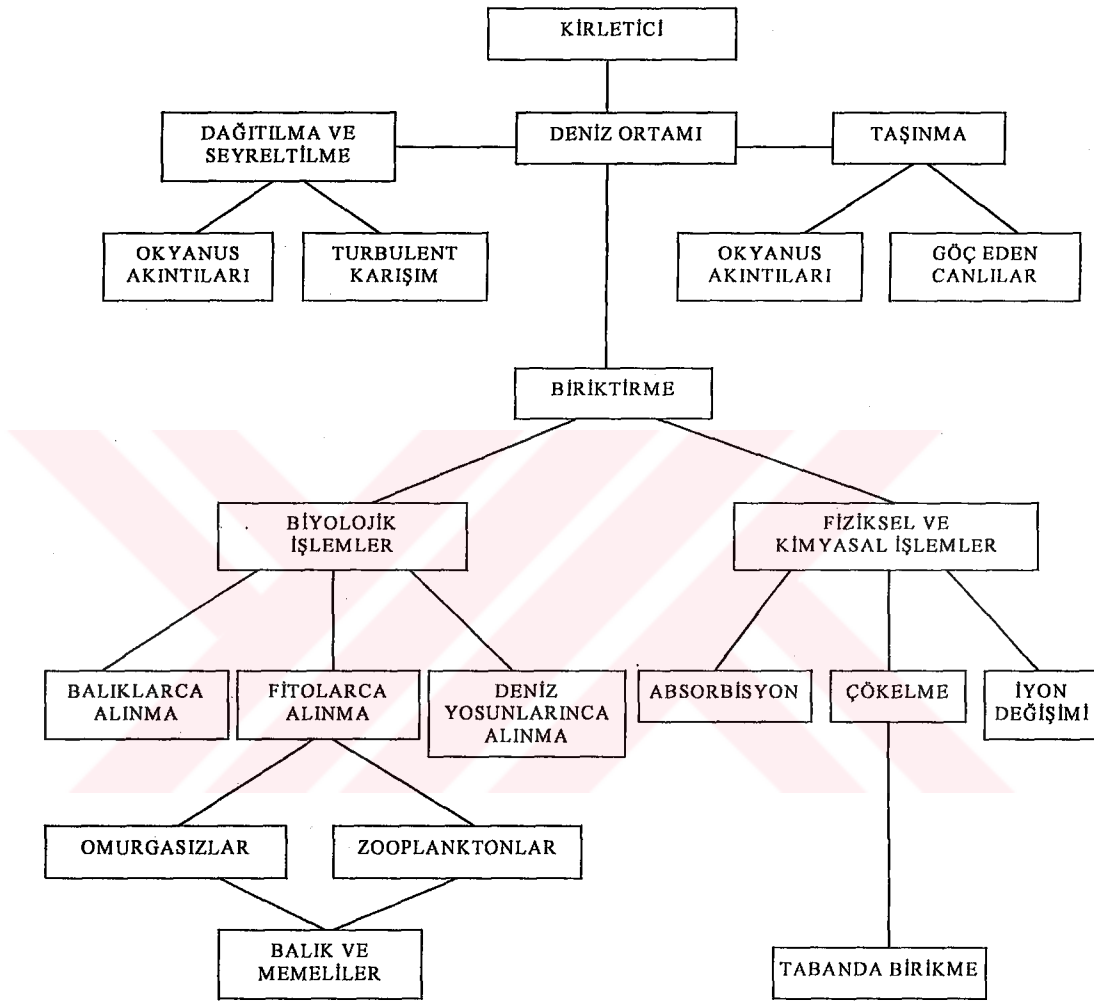 KİRLETİCİ
DAĞITILMA VE
SEYRELTİLME
DENİZ ORTAMI
TAŞINMA
OKYANUS
AKINTILARI
TURBULENT
KARIŞIM
OKYANUS
AKINTILARI
GÖÇ EDEN
CANLILAR
BİRİKTİRME
BİYOLOJİK
İŞLEMLER
FİZİKSEL VE
KİMYASAL İŞLEMLER
BALIKLARCA
ALINMA
FİTOLARCA
ALINMA
DENİZ
YOSUNLARINCA
ALINMA
ABSORBİSYON
ÇÖKELME
İYON
DEĞİŞİMİ
OMURGASIZLAR
ZOOPLANKTONLAR
BALIK VE
MEMELİLER
TABANDA BİRİKME